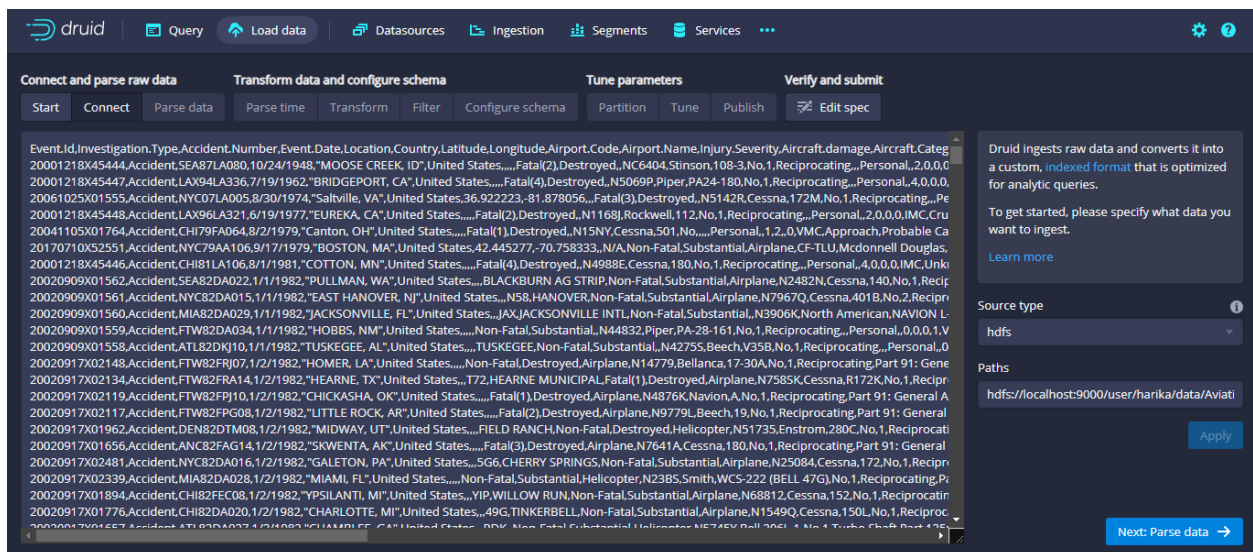 druid Query Load data Datasources Ingestion Segments Services
Connect and parse raw data Transform data and configure schema Tune parameters Verify and submit
Start Connect Parse data Parse time Transform Filter Configure schema Partition Tune Publish Edit spec
Event.Id,Investigation.Type,Accident.Number,Event.Date,Location,Country,Latitude,Longitude,Airport.Code,Airport.Name,Injury.Severity,Aircraft.damage,Aircraft.Categ
20001218X45444,Accident,SEA87LA080,10/24/1948,"MOOSE CREEK, ID",United States,,,,,Fatal(2),Destroyed,,NC6404,Stinson,108-3,No,1,Reciprocating,,,Personal,,2,0,0,0
20001218X45447,Accident,LAX94LA336,7/19/1962,"BRIDGEPORT, CA",United States,,,,,Fatal(4),Destroyed,,N5069P,Piper,PA24-180,No,1,Reciprocating,,,Personal,,4,0,0,0,
20061025X01555,Accident,NYC07LA005,8/30/1974,"Saltville, VA",United States,36.922223,-81.878056,,,Fatal(3),Destroyed,,N5142R,Cessna,172M,No,1,Reciprocating,,,Pe
20001218X45448,Accident,LAX96LA321,6/19/1977,"EUREKA, CA",United States,,,,,Fatal(2),Destroyed,,N1168J,Rockwell,112,No,1,Reciprocating,,,Personal,,2,0,0,0,IMC,Cru
20041105X01764,Accident,CHI79FA064,8/2/1979,"Canton, OH",United States,,,,,Fatal(1),Destroyed,,N15NY,Cessna,501,No,,,,,Personal,,1,2,,0,VMC,Approach,Probable Ca
20170710X52551,Accident,NYC79AA106,9/17/1979,"BOSTON, MA",United States,42.445277,-70.758333,,N/A,Non-Fatal,Substantial,Airplane,CF-TLU,Mcdonnell Douglas,
20001218X45446,Accident,CHI81LA106,8/1/1981,"COTTON, MN",United States,,,,,Fatal(4),Destroyed,,N4988E,Cessna,180,No,1,Reciprocating,,,Personal,,4,0,0,0,IMC,Unkn
20020909X01562,Accident,SEA82DA022,1/1/1982,"PULLMAN, WA",United States,,,,BLACKBURN AG STRIP,Non-Fatal,Substantial,Airplane,N2482N,Cessna,140,No,1,Recip
20020909X01561,Accident,NYC82DA015,1/1/1982,"EAST HANOVER, NJ",United States,,,N58,HANOVER,Non-Fatal,Substantial,Airplane,N7967Q,Cessna,401B,No,2,Recipr
20020909X01560,Accident,MIA82DA029,1/1/1982,"JACKSONVILLE, FL",United States,,,JAX,JACKSONVILLE INTL,Non-Fatal,Substantial,,N3906K,North American,NAVION L-
20020909X01559,Accident,FTW82DA034,1/1/1982,"HOBBS, NM",United States,,,,,Non-Fatal,Substantial,,N44832,Piper,PA-28-161,No,1,Reciprocating,,,Personal,,0,0,0,1,V
20020909X01558,Accident,ATL82DKJ10,1/1/1982,"TUSKEGEE, AL",United States,,,,TUSKEGEE,Non-Fatal,Substantial,,N4275S,Beech,V35B,No,1,Reciprocating,,,Personal,,0
20020917X02148,Accident,FTW82FRJ07,1/2/1982,"HOMER, LA",United States,,,,,Non-Fatal,Destroyed,Airplane,N14779,Bellanca,17-30A,No,1,Reciprocating,Part 91: Gene
20020917X02134,Accident,FTW82FRA14,1/2/1982,"HEARNE, TX",United States,,,T72,HEARNE MUNICIPAL,Fatal(1),Destroyed,Airplane,N758SK,Cessna,R172K,No,1,Recipr
20020917X02119,Accident,FTW82FPJ10,1/2/1982,"CHICKASHA, OK",United States,,,,,Fatal(1),Destroyed,Airplane,N4876K,Navion,A,No,1,Reciprocating,Part 91: General A
20020917X02117,Accident,FTW82FPG08,1/2/1982,"LITTLE ROCK, AR",United States,,,,,Fatal(2),Destroyed,Airplane,N9779L,Beech,19,No,1,Reciprocating,Part 91: General
20020917X01962,Accident,DEN82DTM08,1/2/1982,"MIDWAY, UT",United States,,,,FIELD RANCH,Non-Fatal,Destroyed,Helicopter,N51735,Enstrom,280C,No,1,Reciprocati
20020917X01656,Accident,ANC82FAG14,1/2/1982,"SKWENTA, AK",United States,,,,,Fatal(3),Destroyed,Airplane,N7641A,Cessna,180,No,1,Reciprocating,Part 91: General
20020917X02481,Accident,NYC82DA016,1/2/1982,"GALETON, PA",United States,,,5G6,CHERRY SPRINGS,Non-Fatal,Substantial,Airplane,N25084,Cessna,172,No,1,Recipro
20020917X02339,Accident,MIA82DA028,1/2/1982,"MIAMI, FL",United States,,,,,Non-Fatal,Substantial,Helicopter,N23BS,Smith,WCS-222 (BELL 47G),No,1,Reciprocating,Pa
20020917X01894,Accident,CHI82FEC08,1/2/1982,"YPSILANTI, MI",United States,,,YIP,WILLOW RUN,Non-Fatal,Substantial,Airplane,N68812,Cessna,152,No,1,Reciprocatin
20020917X01776,Accident,CHI82DA020,1/2/1982,"CHARLOTTE, MI",United States,,,49G,TINKERBELL,Non-Fatal,Substantial,Airplane,N1549Q,Cessna,150L,No,1,Reciproc
Druid ingests raw data and converts it into
a custom, indexed format that is optimized
for analytic queries.
To get started, please specify what data you
want to ingest.
Learn more
Source type
hdfs
Paths
hdfs://localhost:9000/user/harika/data/Aviati
Apply
Next: Parse data